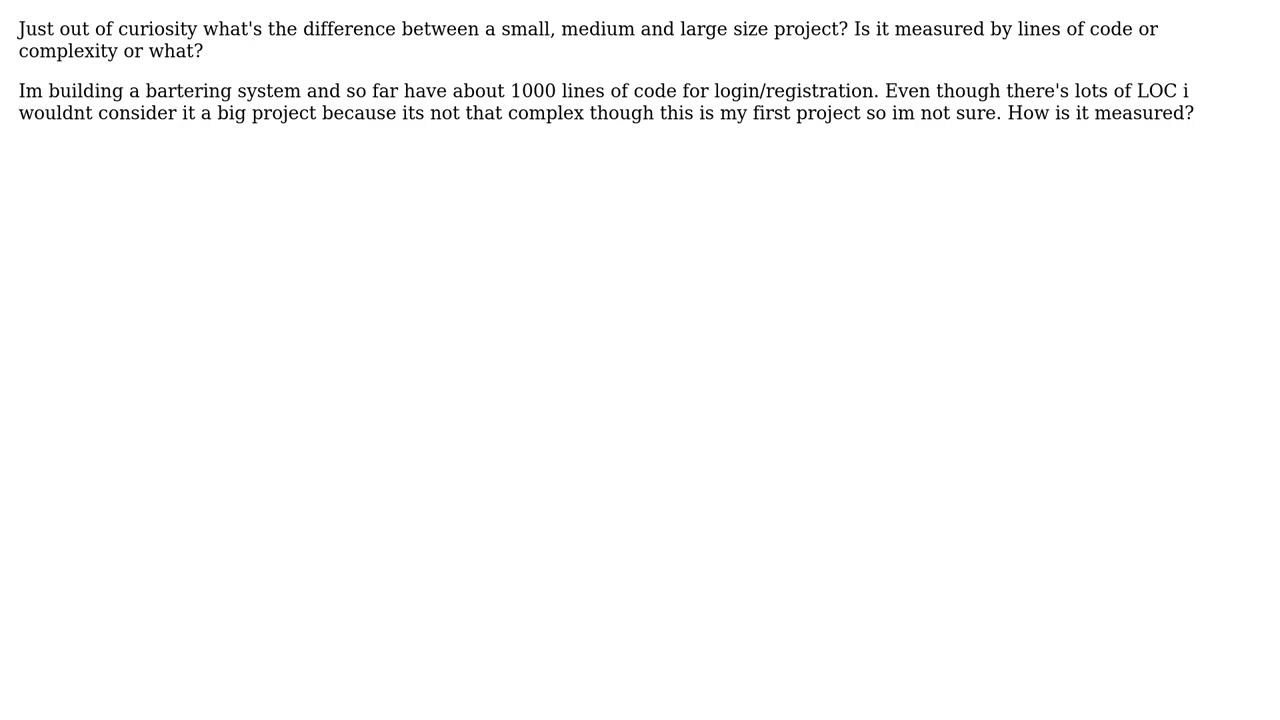 Just out of curiosity what's the difference between a small, medium and large size project? Is it measured by lines of code or
complexity or what?
Im building a bartering system and so far have about 1000 lines of code for login/registration. Even though there's lots of LOC i
wouldnt consider it a big project because its not that complex though this is my first project so im not sure. How is it measured?